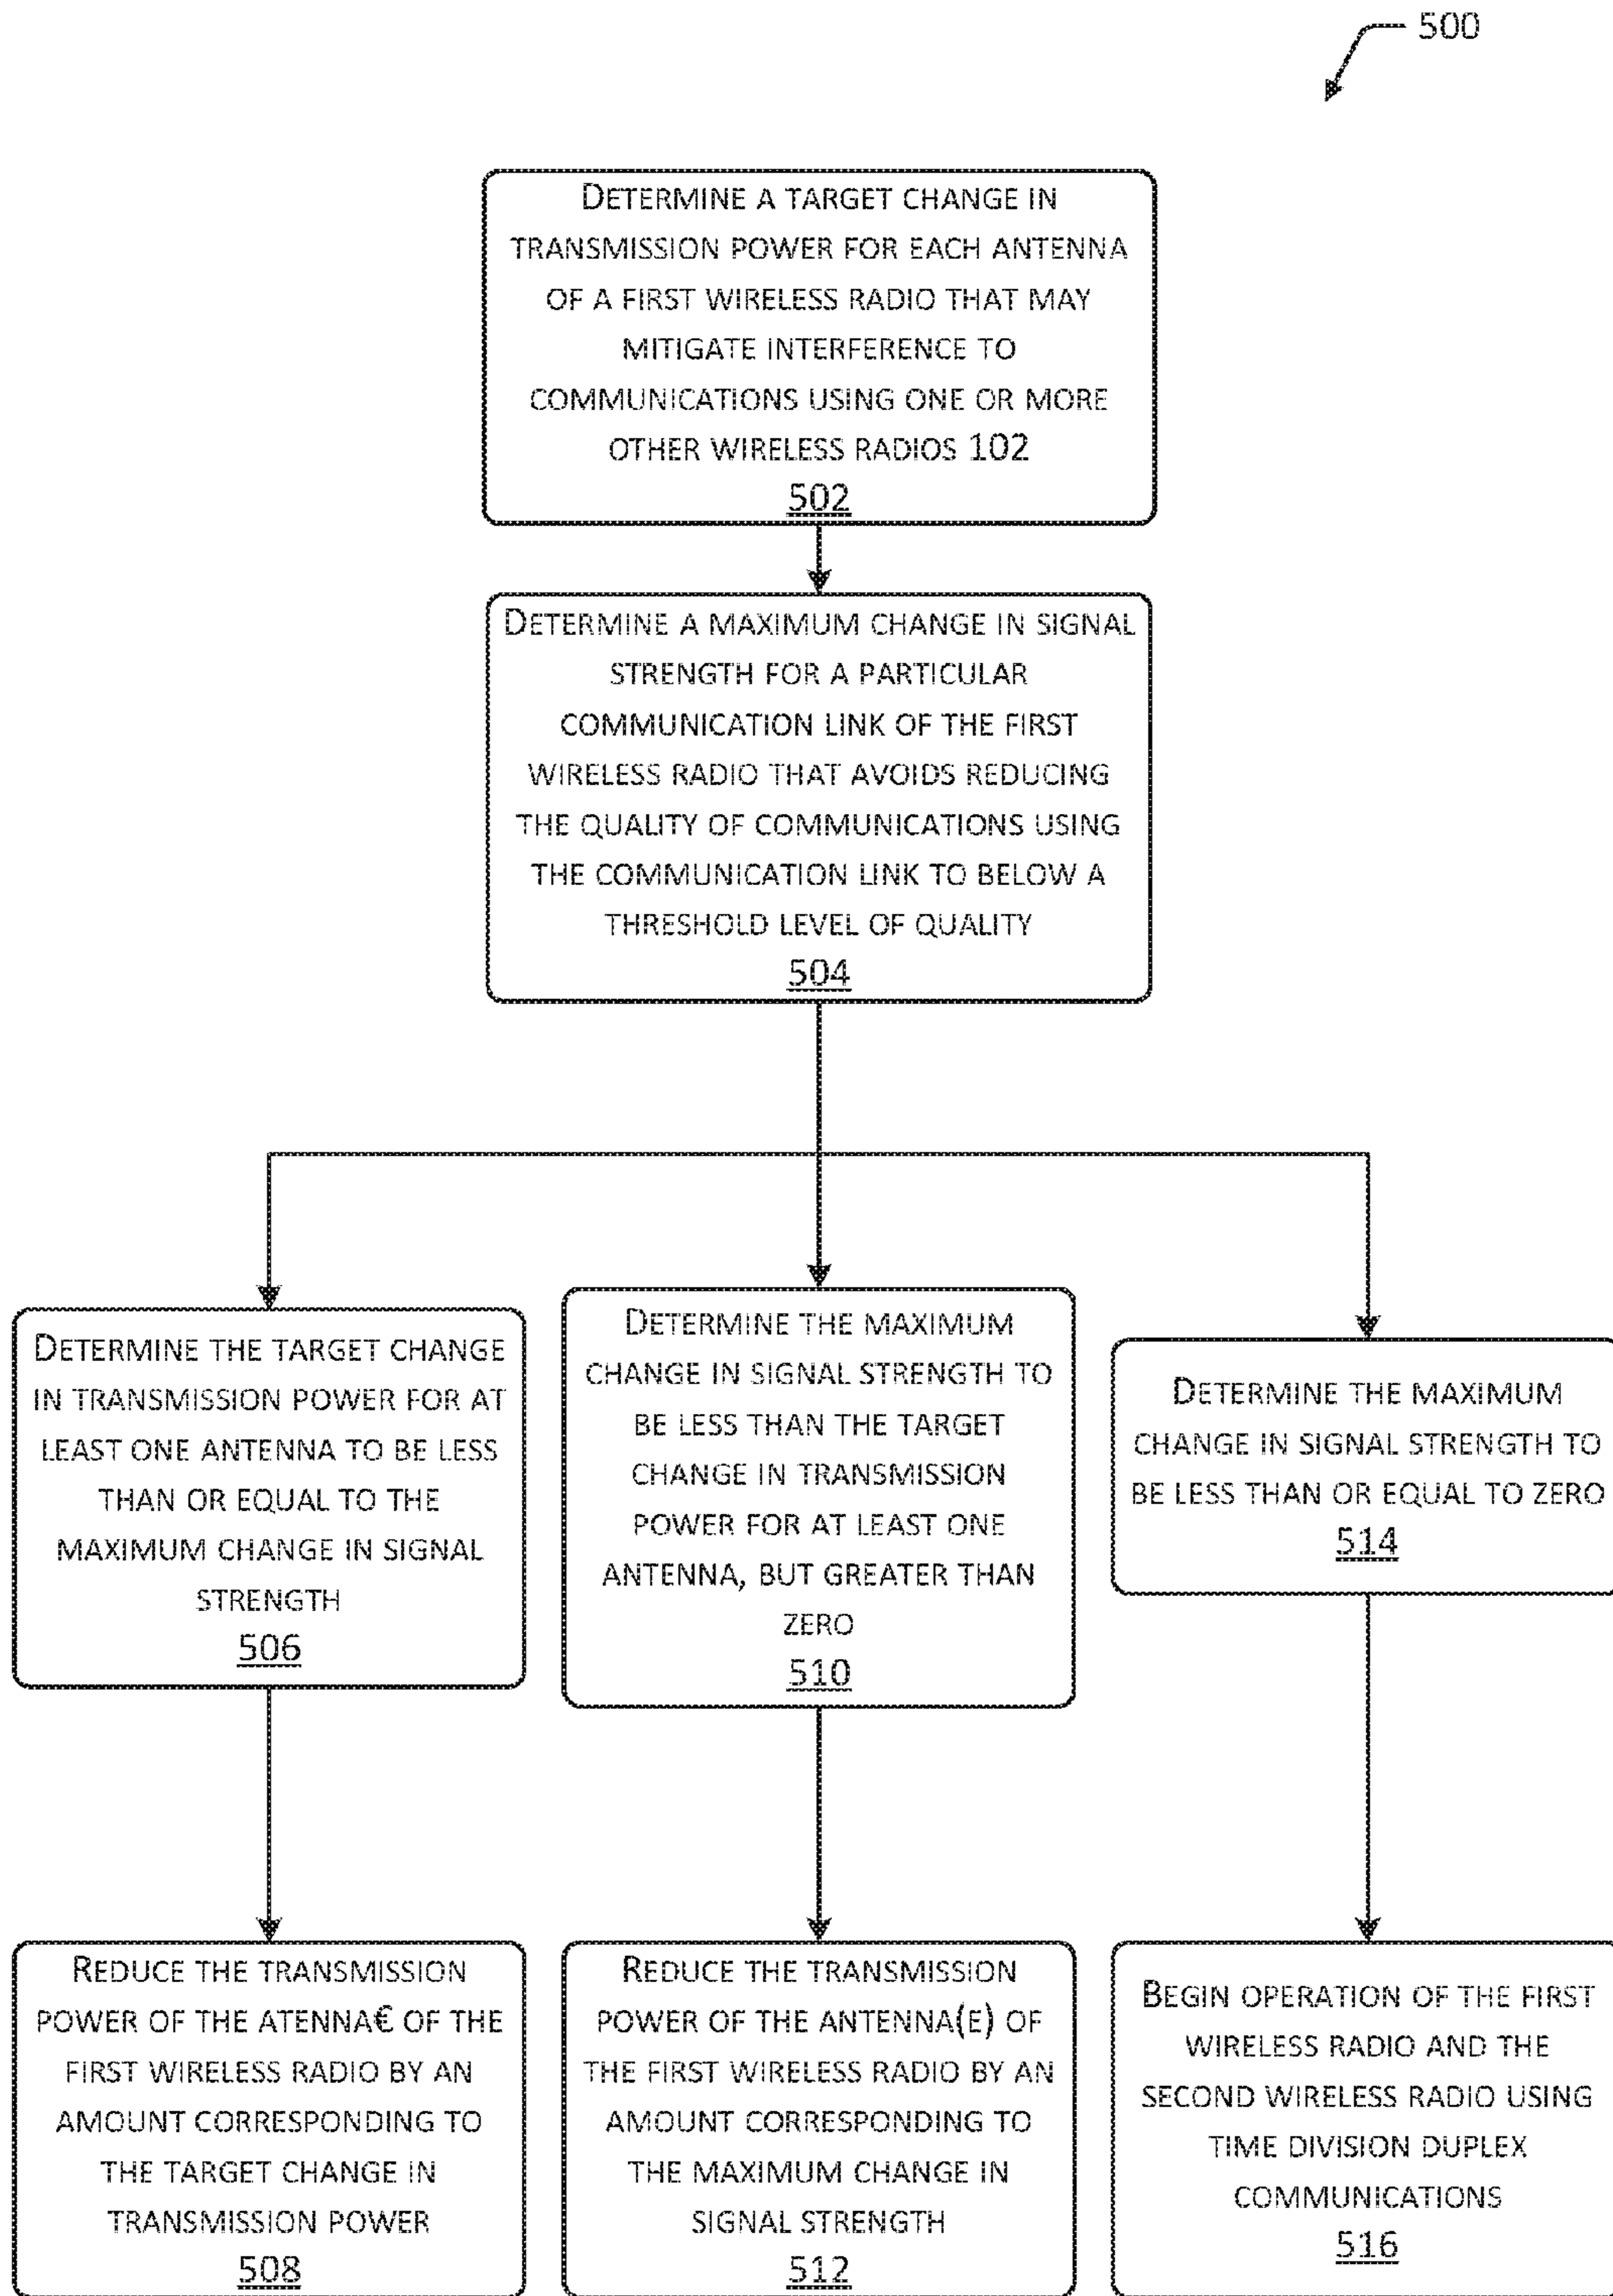 500
DETERMINE A TARGET CHANGE IN
TRANSMISSION POWER FOR EACH ANTENNA
OF A FIRST WIRELESS RADIO THAT MAY
MITIGATE INTERFERENCE TO
COMMUNICATIONS USING ONE OR MORE
OTHER WIRELESS RADIOS 102
502
DETERMINE A MAXIMUM CHANGE IN SIGNAL
STRENGTH FOR A PARTICULAR
COMMUNICATION LINK OF THE FIRST
WIRELESS RADIO THAT AVOIDS REDUCING
THE QUALITY OF COMMUNICATIONS USING
THE COMMUNICATION LINK TO BELOW A
THRESHOLD LEVEL OF QUALITY
504
DETERMINE THE TARGET CHANGE
IN TRANSMISSION POWER FOR AT
LEAST ONE ANTENNA TO BE LESS
THAN OR EQUAL TO THE
MAXIMUM CHANGE IN SIGNAL
STRENGTH
506
DETERMINE THE MAXIMUM
CHANGE IN SIGNAL STRENGTH TO
BE LESS THAN THE TARGET
CHANGE IN TRANSMISSION
POWER FOR AT LEAST ONE
ANTENNA, BUT GREATER THAN
ZERO
510
DETERMINE THE MAXIMUM
CHANGE IN SIGNAL STRENGTH TO
BE LESS THAN OR EQUAL TO ZERO
514
REDUCE THE TRANSMISSION
POWER OF THE ATENNA€ OF THE
FIRST WIRELESS RADIO BY AN
AMOUNT CORRESPONDING TO
THE TARGET CHANGE IN
TRANSMISSION POWER
508
REDUCE THE TRANSMISSION
POWER OF THE ANTENNA(E) OF
THE FIRST WIRELESS RADIO BY AN
AMOUNT CORRESPONDING TO
THE MAXIMUM CHANGE IN
SIGNAL STRENGTH
512
BEGIN OPERATION OF THE FIRST
WIRELESS RADIO AND THE
SECOND WIRELESS RADIO USING
TIME DIVISION DUPLEX
COMMUNICATIONS
516